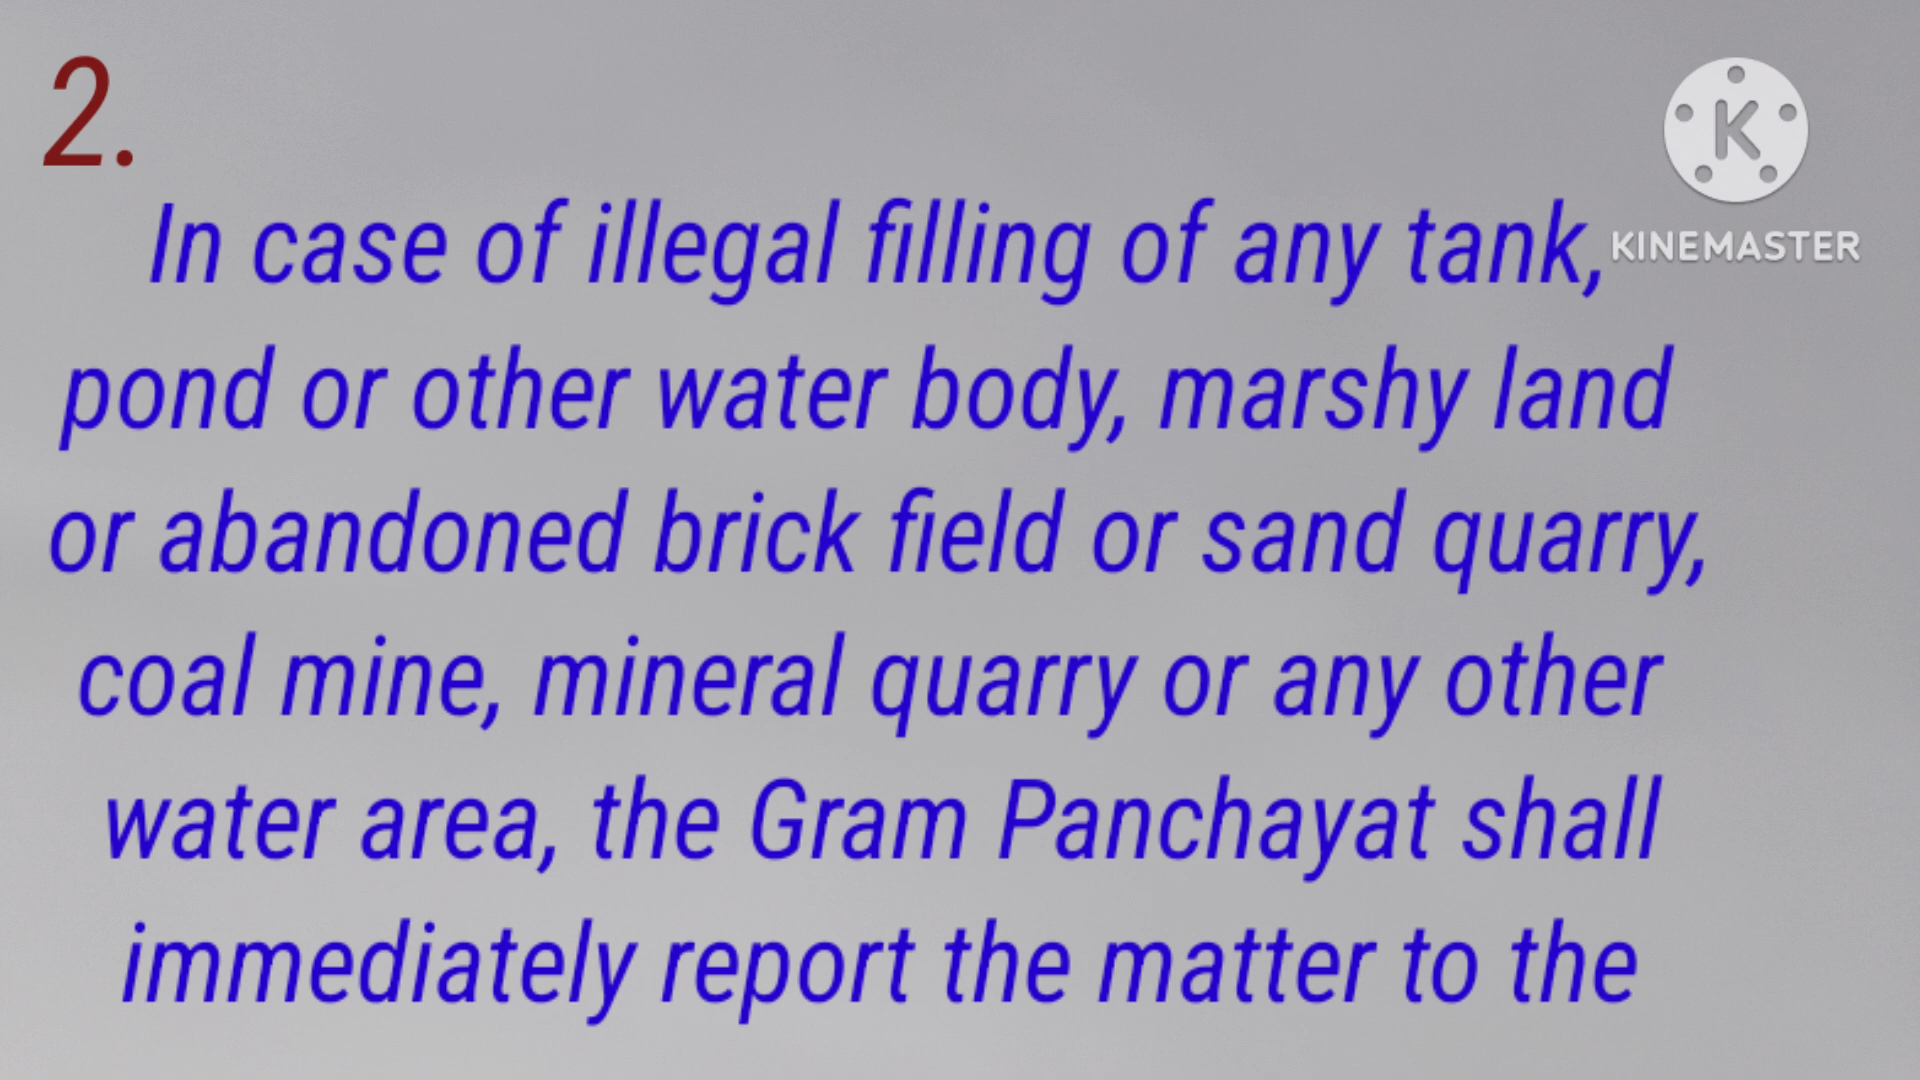 2.
K
KINEMASTER
In case of illegal filling of any tank,
pond or other water body, marshy land
or abandoned brick field or sand quarry,
coal mine, mineral quarry or any other
water area, the Gram Panchayat shall
immediately report the matter to the